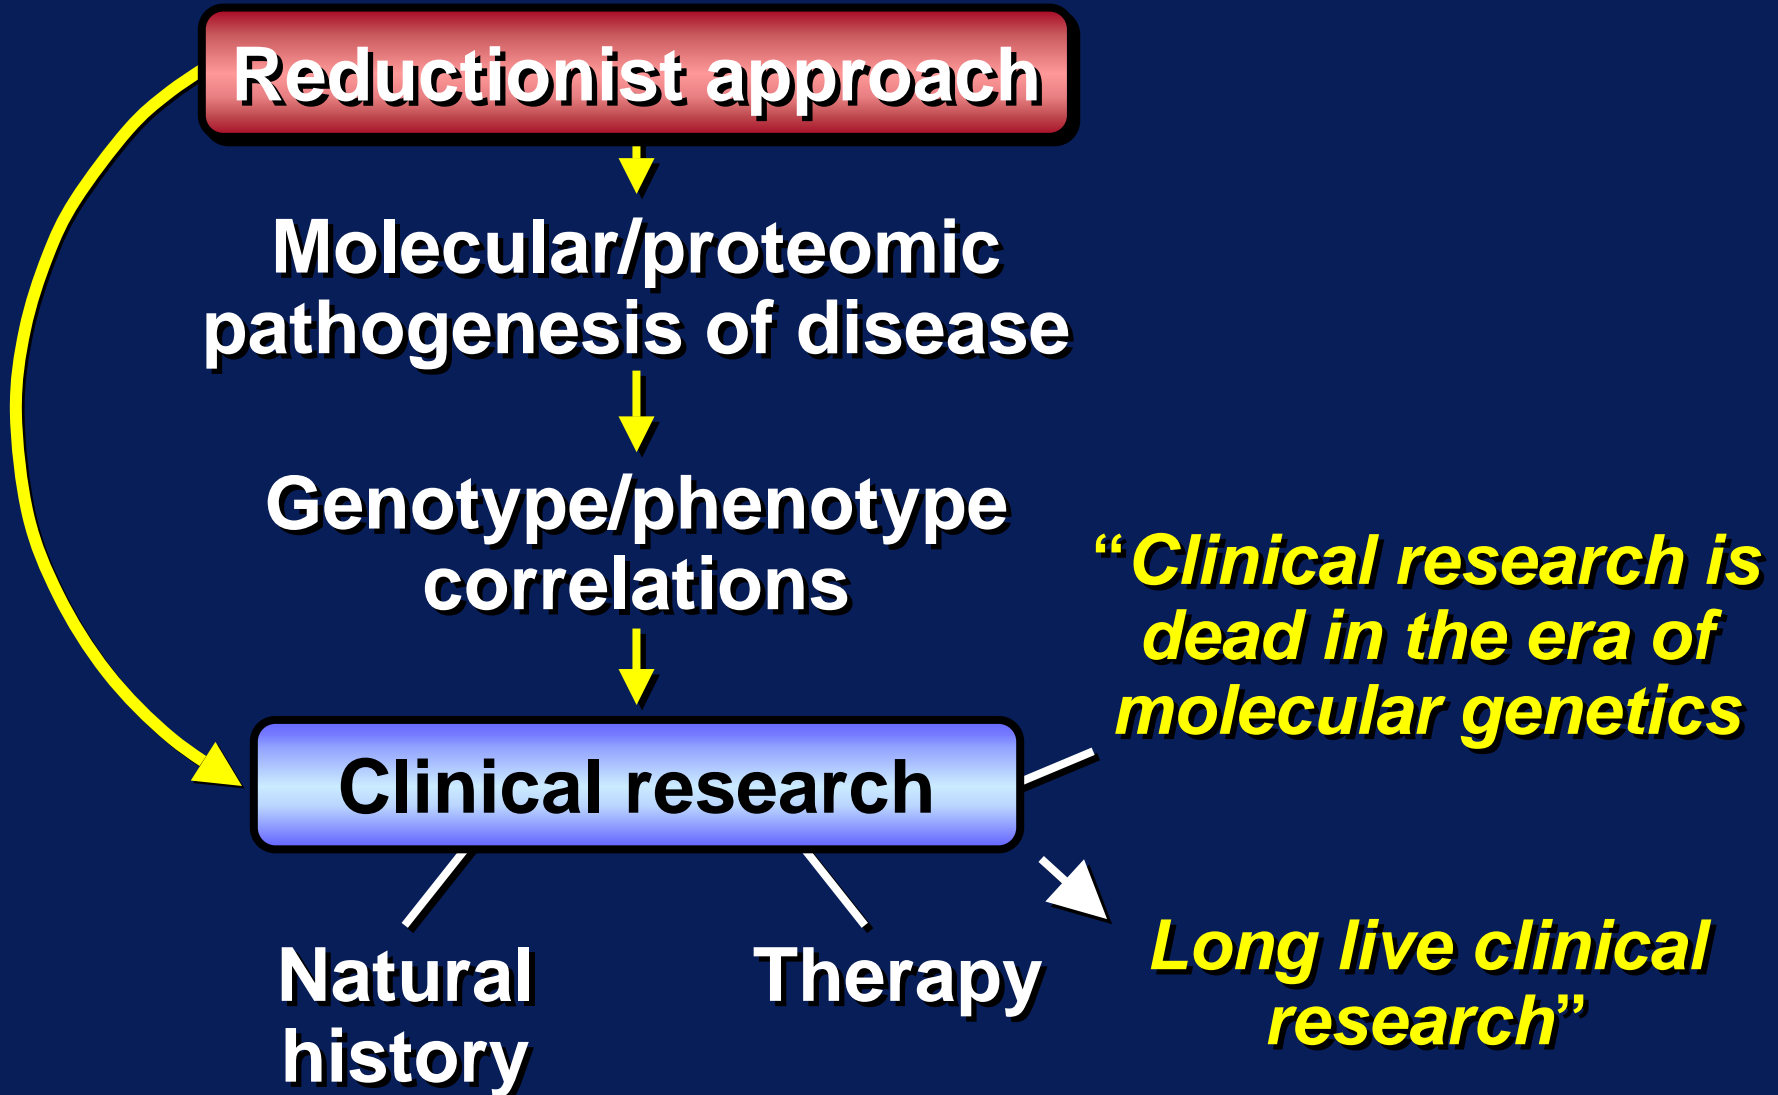 Reductionist approach
Molecular/proteomic
pathogenesis of disease
Genotype/phenotype
correlations
“Clinical research is
dead in the era of
molecular genetics
Clinical research
Natural
history
Therapy
Long live clinical
research”